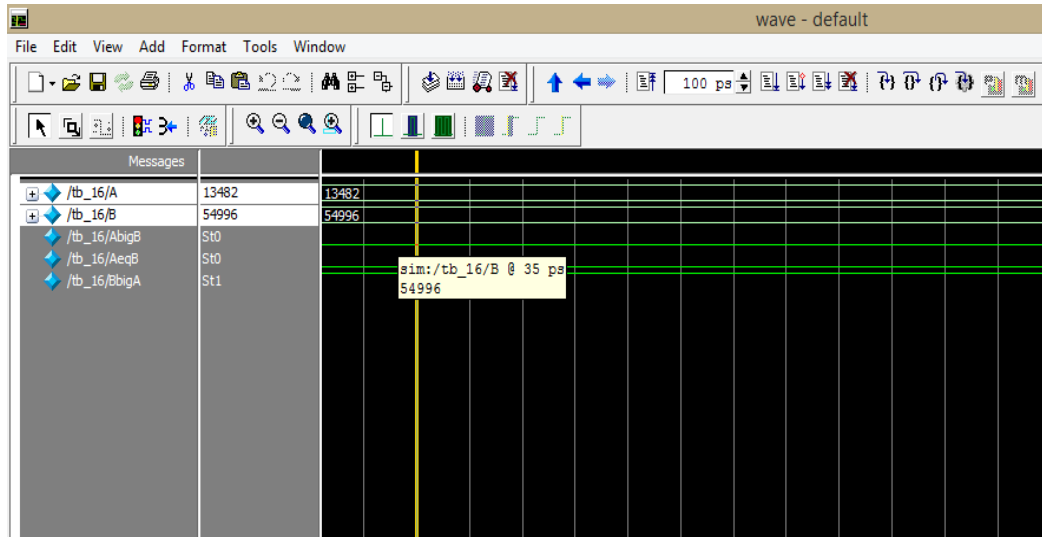 wave - default
File Edit View Add Format Tools Window
100 ps
Messages
/tb_16/A 13482 13482
/tb_16/B 54996 54996
/tb_16/AbigB St0
/tb_16/AeqB St0
/tb_16/BbigA St1
sim:/tb_16/B @ 35 ps
54996